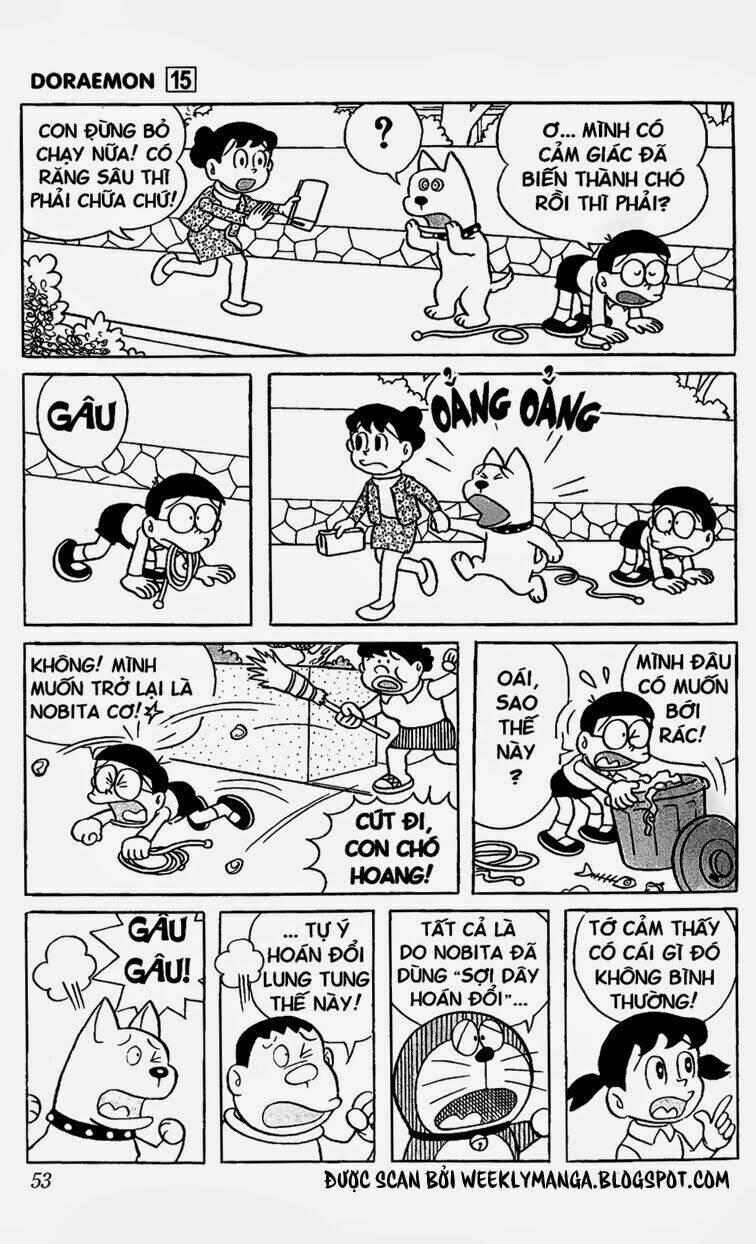 DORAEMON 15
CON ĐỪNG BỎ
CHẠY NỮA! CÓ
RĂNG SÂU THÌ
PHẢI CHỮA CHỨ!
?
Ơ... MÌNH CÓ
CẢM GIÁC ĐÃ
BIẾN THÀNH CHÓ
RỒI THÌ PHẢI?
GÂU
OẲNG OẲNG
KHÔNG! MÌNH
MUỐN TRỞ LẠI LÀ
NOBITA CƠ!
CÚT ĐI,
CON CHÓ
HOANG!
OÁI,
SAO
THẾ
NÀY
?
MÌNH ĐÂU
CÓ MUỐN
BỚI
RÁC!
GÂU
GÂU!
... TỰ Ý
HOÁN ĐỔI
LUNG TUNG
THẾ NÀY!
TẤT CẢ LÀ
DO NOBITA ĐÃ
DÙNG “SỢI DÂY
HOÁN ĐỔI”...
TỚ CẢM THẤY
CÓ CÁI GÌ ĐÓ
KHÔNG BÌNH
THƯỜNG!
53
ĐƯỢC SCAN BỞI WEEKLYMANGA.BLOGSPOT.COM